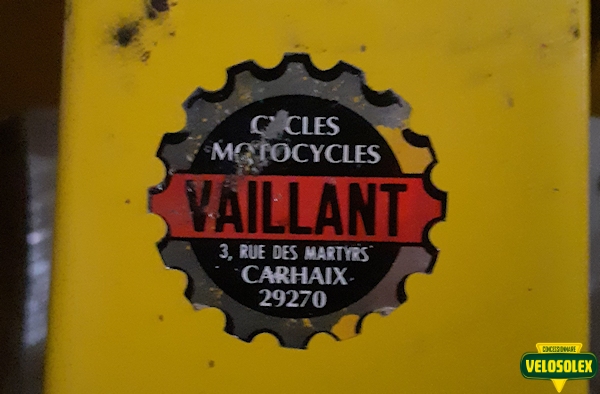 CYCLES
MOTOCYCLES
VAILLANT
3, RUE DES MARTYRS
CARHAIX
29270
CONCESSIONNAIRE
VELOSOLEX